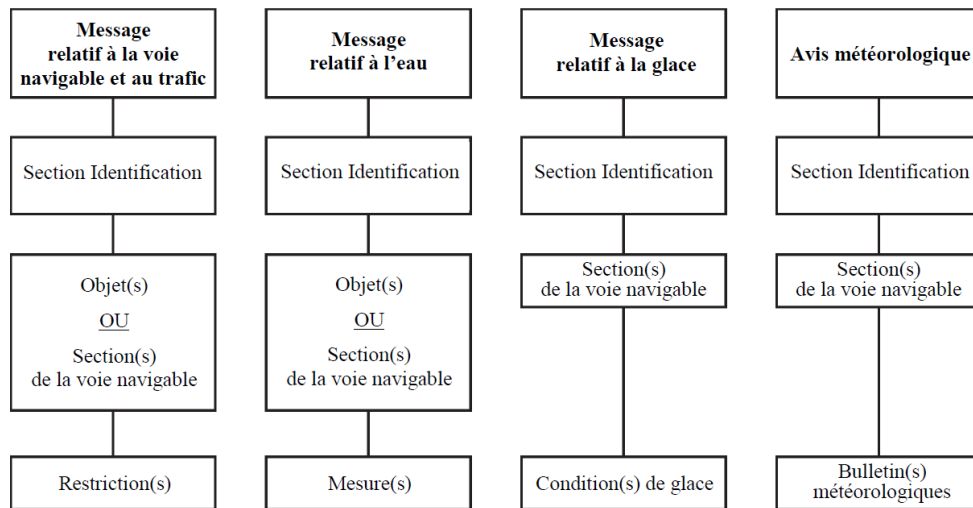 Message
relatif à la voie
navigable et au trafic
Message
relatif à l'eau
Message
relatif à la glace
Avis météorologique
Section Identification
Section Identification
Section Identification
Section Identification
Objet(s)
OU
Section(s)
de la voie navigable
Objet(s)
OU
Section(s)
de la voie navigable
Section(s)
de la voie navigable
Section(s)
de la voie navigable
Restriction(s)
Mesure(s)
Condition(s) de glace
Bulletin(s)
météorologiques